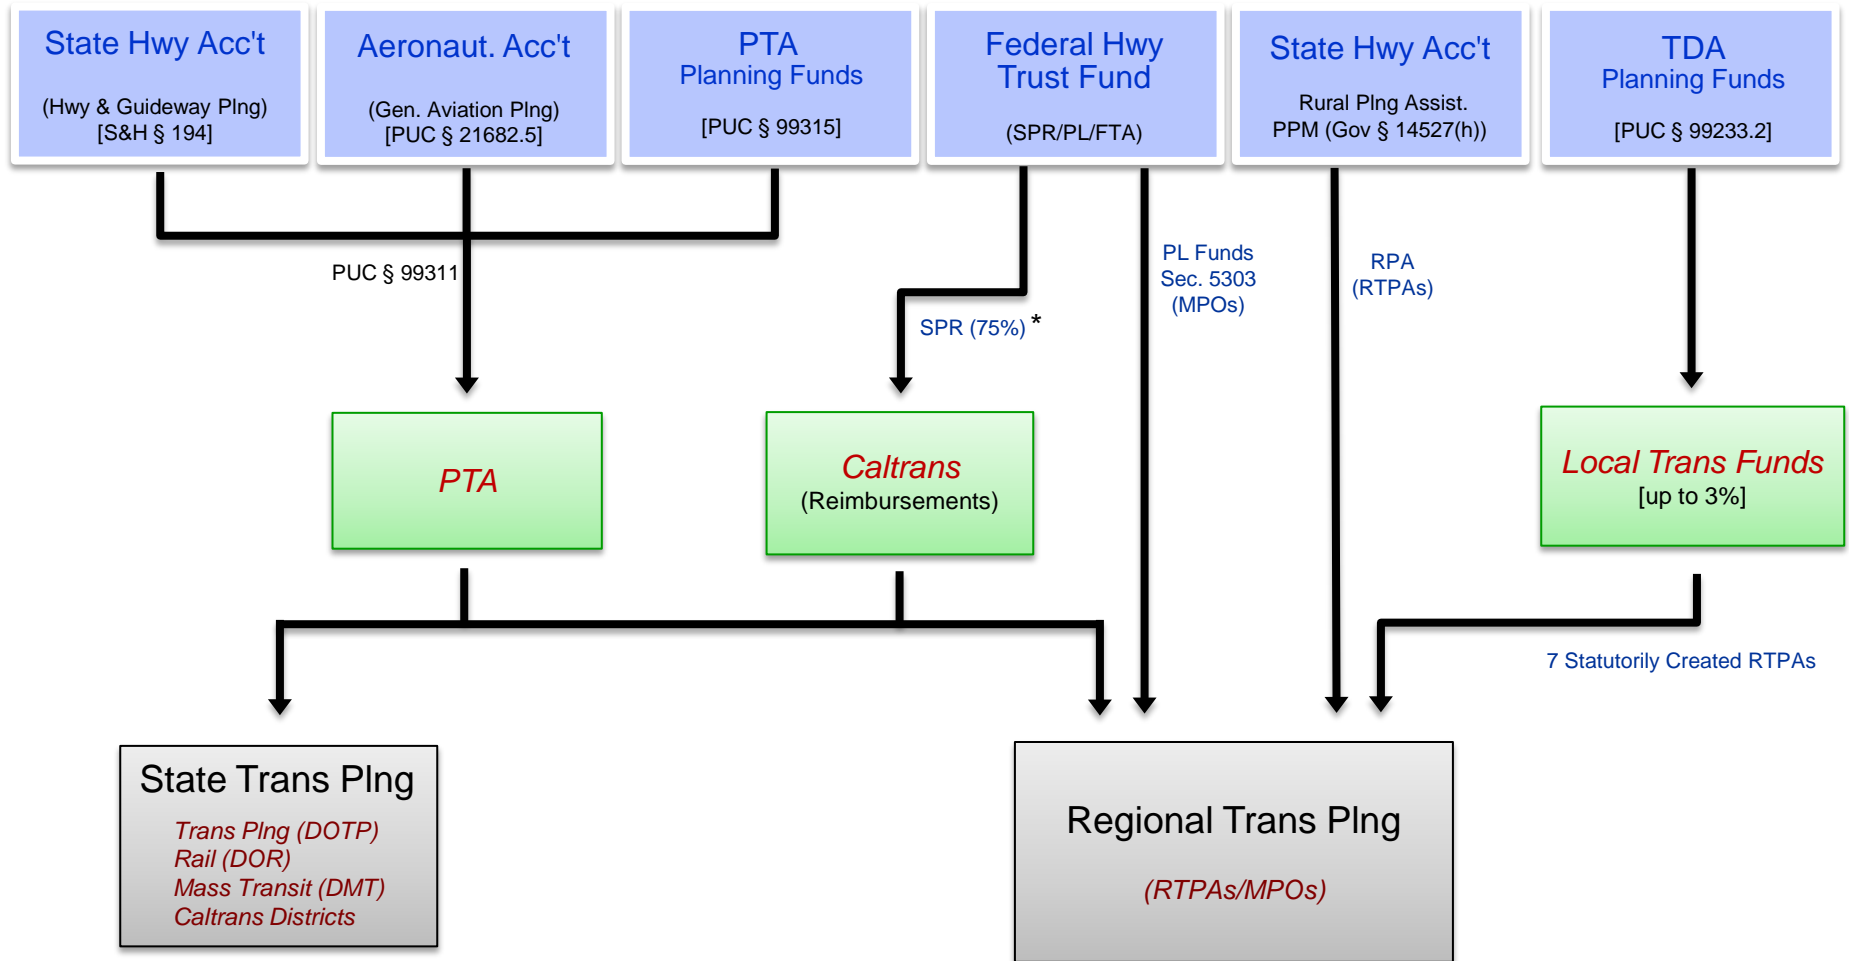 State Hwy Acc't
(Hwy & Guideway Plng)
[S&H § 194]
Aeronaut. Acc't
(Gen. Aviation Plng)
[PUC § 21682.5]
PTA
Planning Funds
[PUC § 99315]
Federal Hwy
Trust Fund
(SPR/PL/FTA)
State Hwy Acc't
Rural Plng Assist.
PPM (Gov § 14527(h))
TDA
Planning Funds
[PUC § 99233.2]
PUC § 99311
SPR (75%) *
PL Funds
Sec. 5303
(MPOs)
RPA
(RTPAs)
PTA
Caltrans
(Reimbursements)
Local Trans Funds
[up to 3%]
7 Statutorily Created RTPAs
State Trans Plng
Trans Plng (DOTP)
Rail (DOR)
Mass Transit (DMT)
Caltrans Districts
Regional Trans Plng
(RTPAs/MPOs)